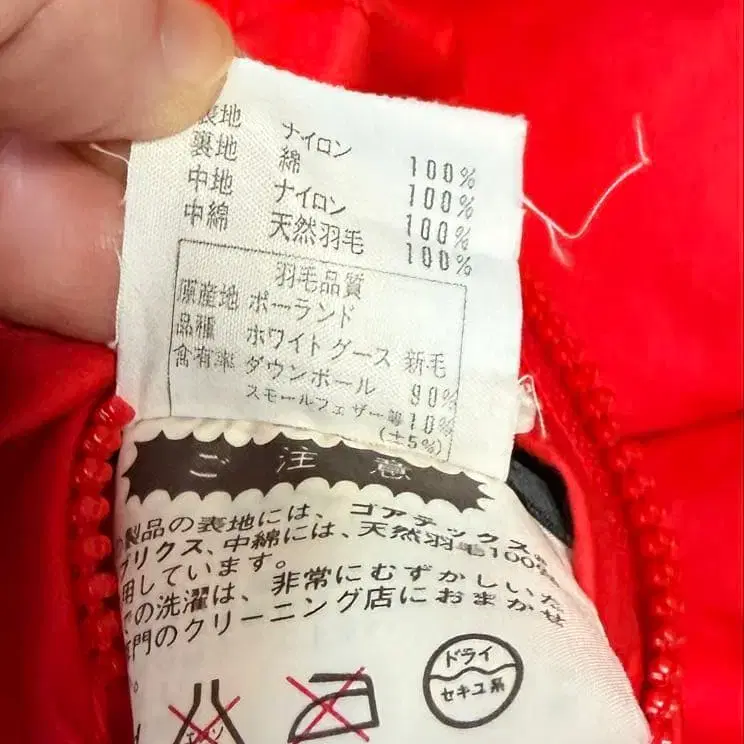 表地 ナイロン 100%
裏地 綿 100%
中地 ナイロン 100%
中綿 天然羽毛 100%
羽毛品質
原産地 ポーランド
品種 ホワイトグース 新毛
含有率 ダウンボール 90%
スモールフェザー等 10%
(±5%)
ご注意
製品の表地には、ゴアテックス
ブリクス、中綿には、天然羽毛100%
用しています。
での洗濯は、非常にむずかしいた
門のクリーニング店におまかせ
。
ドライ
セキユ系